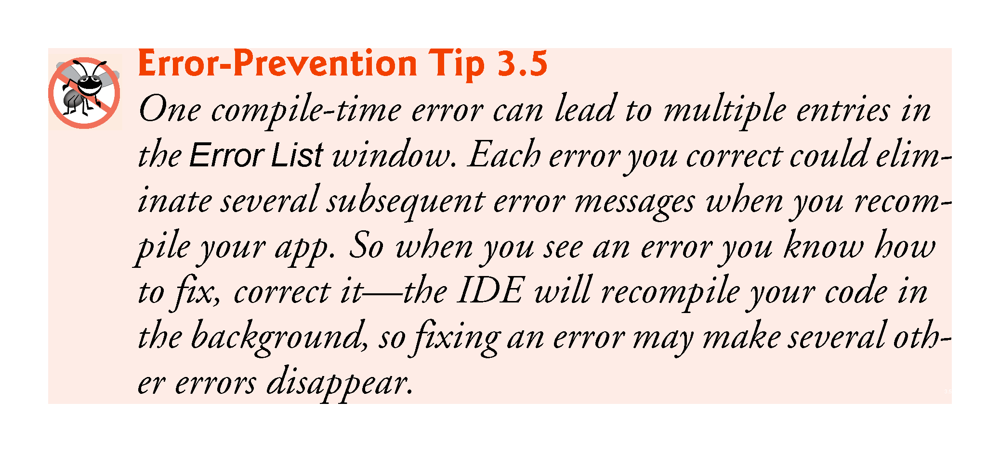 Error-Prevention Tip 3.5
One compile-time error can lead to multiple entries in
the Error List window. Each error you correct could elim-
inate several subsequent error messages when you recom-
pile your app. So when you see an error you know how
to fix, correct it—the IDE will recompile your code in
the background, so fixing an error may make several oth-
er errors disappear.